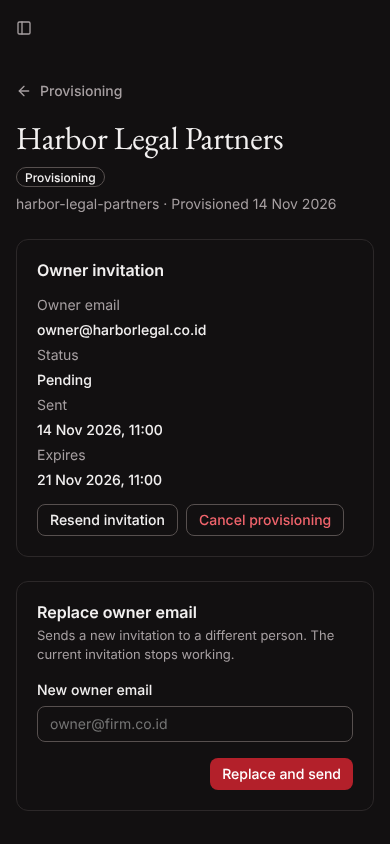 Provisioning
Harbor Legal Partners
Provisioning
harbor-legal-partners · Provisioned 14 Nov 2026
Owner invitation
Owner email
owner@harborlegal.co.id
Status
Pending
Sent
14 Nov 2026, 11:00
Expires
21 Nov 2026, 11:00
Resend invitation
Cancel provisioning
Replace owner email
Sends a new invitation to a different person. The
current invitation stops working.
New owner email
owner@firm.co.id
Replace and send